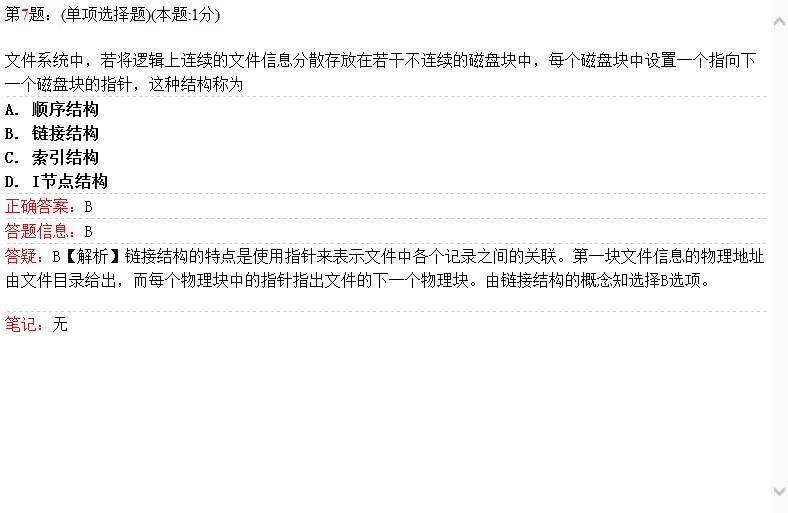 第7题：(单项选择题)(本题:1分)
文件系统中，若将逻辑上连续的文件信息分散存放在若干不连续的磁盘块中，每个磁盘块中设置一个指向下
一个磁盘块的指针，这种结构称为
A. 顺序结构
B. 链接结构
C. 索引结构
D. I节点结构
正确答案：B
答题信息：B
答疑：B【解析】链接结构的特点是使用指针来表示文件中各个记录之间的关联。第一块文件信息的物理地址
由文件目录给出，而每个物理块中的指针指出文件的下一个物理块。由链接结构的概念知选择B选项。
笔记：无